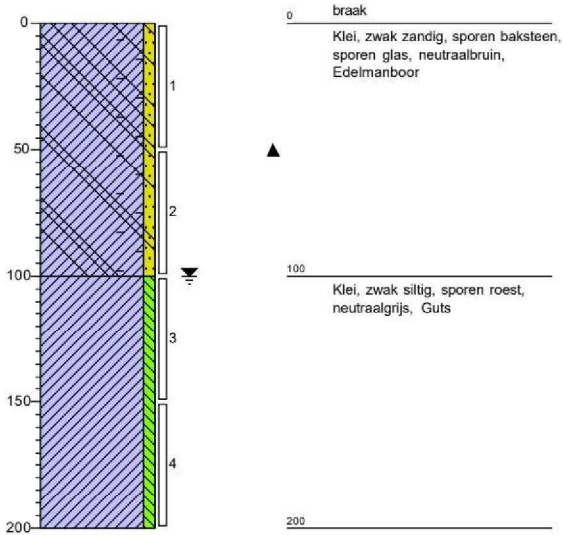 0
50
100
150
200
1
2
3
4
0
braak
Klei, zwak zandig, sporen baksteen,
sporen glas, neutraalbruin,
Edelmanboor
100
Klei, zwak siltig, sporen roest,
neutraalgrijs, Guts
200